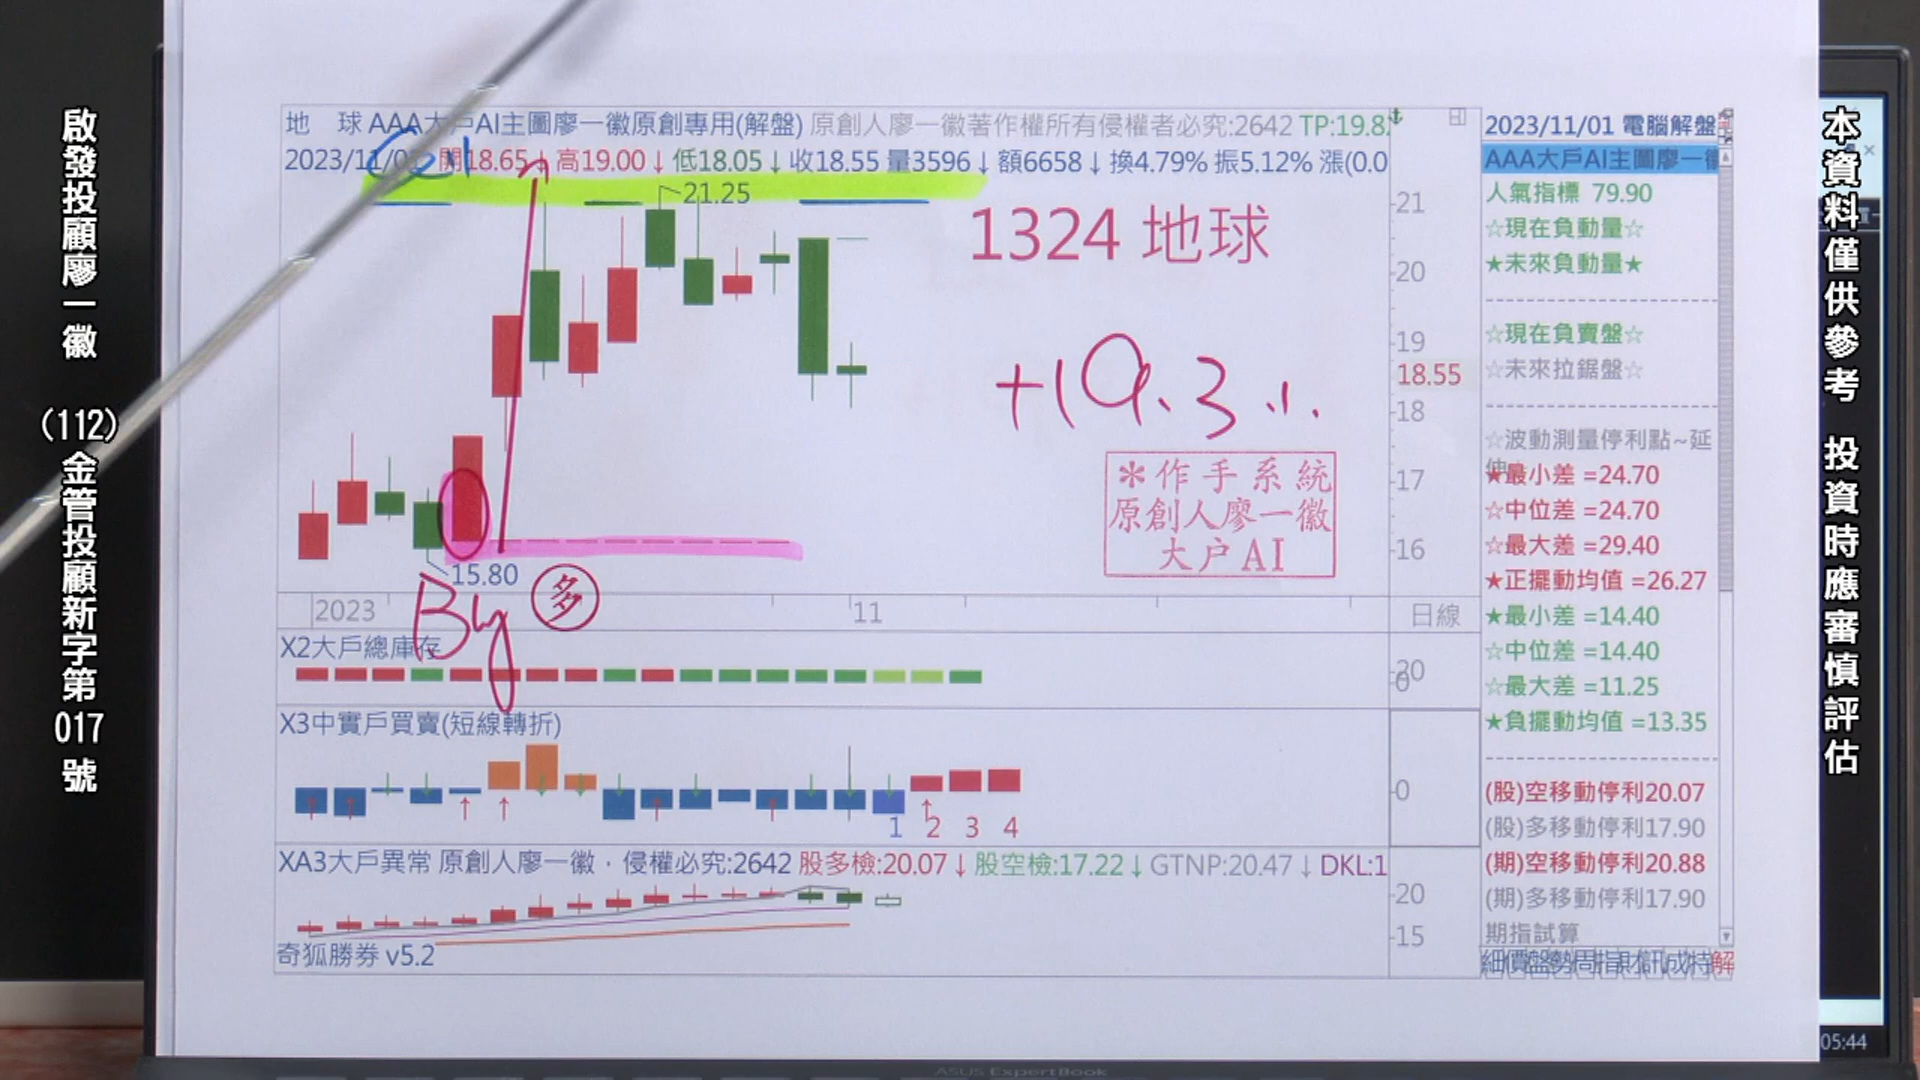 啟發投顧廖一徽 (112)金管投顧新字第017號
地 球 AAA大戶AI主圖廖一徽原創專用(解盤) 原創人廖一徽著作權所有侵權者必究:2642 TP:19.8
2023/11/01 開18.65↓高19.00↓低18.05↓收18.55 量3596↓額6658↓換4.79% 振5.12% 漲(0.0
21.25
1324 地球
+19.3%
＊作手系統
原創人廖一徽
大户AI
15.80
By
多
21
20
19
18.55
18
17
16
2023
11
日線
X2大戶總庫存
X3中實戶買賣(短線轉折)
0
1 2 3 4
XA3大戶異常 原創人廖一徽，侵權必究:2642 股多檢:20.07↓股空檢:17.22↓GTNP:20.47↓DKL:1
20
15
奇狐勝券 v5.2
2023/11/01 電腦解盤
AAA大戶AI主圖廖一徽
人氣指標 79.90
☆現在負動量☆
★未來負動量★
☆現在負賣盤☆
☆未來拉鋸盤☆
☆波動測量停利點~延伸
★最小差 =24.70
☆中位差 =24.70
☆最大差 =29.40
★正擺動均值 =26.27
★最小差 =14.40
☆中位差 =14.40
☆最大差 =11.25
★負擺動均值 =13.35
(股)空移動停利20.07
(股)多移動停利17.90
(期)空移動停利20.88
(期)多移動停利17.90
期指試算
本資料僅供參考 投資時應審慎評估
05:44
ASUS ExpertBook